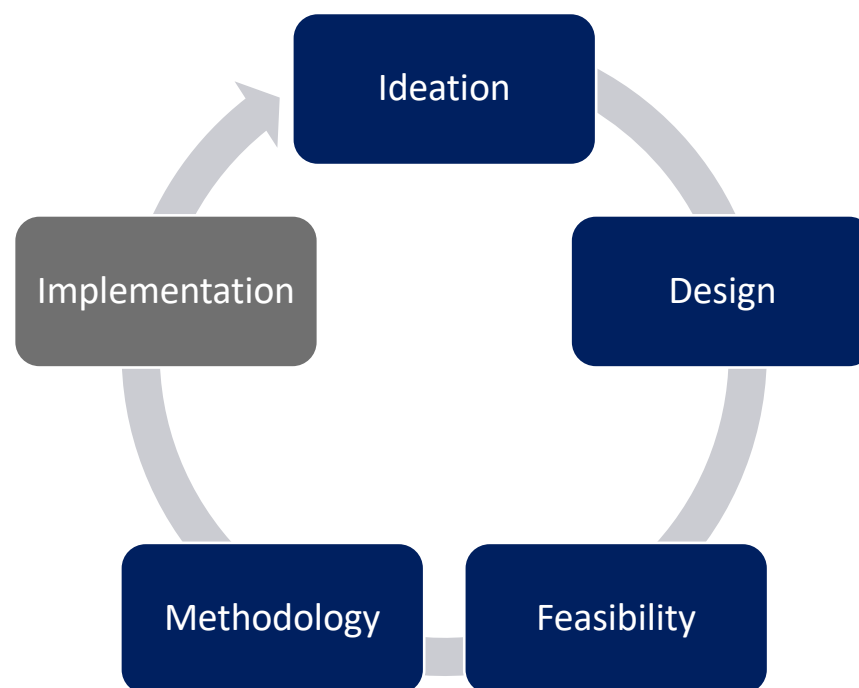 Ideation
Design
Feasibility
Methodology
Implementation